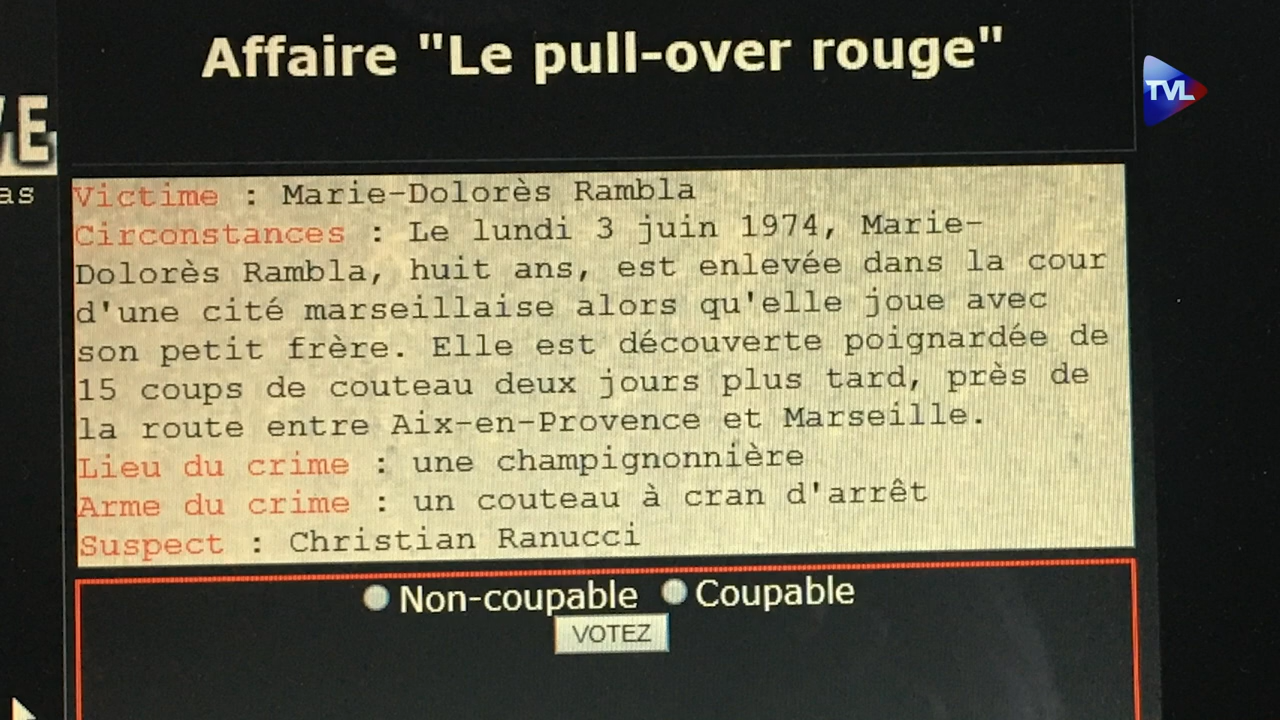 Affaire "Le pull-over rouge"
TVL
E
as
Victime : Marie-Dolorès Rambla
Circonstances : Le lundi 3 juin 1974, Marie-
Dolorès Rambla, huit ans, est enlevée dans la cour
d'une cité marseillaise alors qu'elle joue avec
son petit frère. Elle est découverte poignardée de
15 coups de couteau deux jours plus tard, près de
la route entre Aix-en-Provence et Marseille.
Lieu du crime : une champignonnière
Arme du crime : un couteau à cran d'arrêt
Suspect : Christian Ranucci
Non-coupable Coupable
VOTEZ